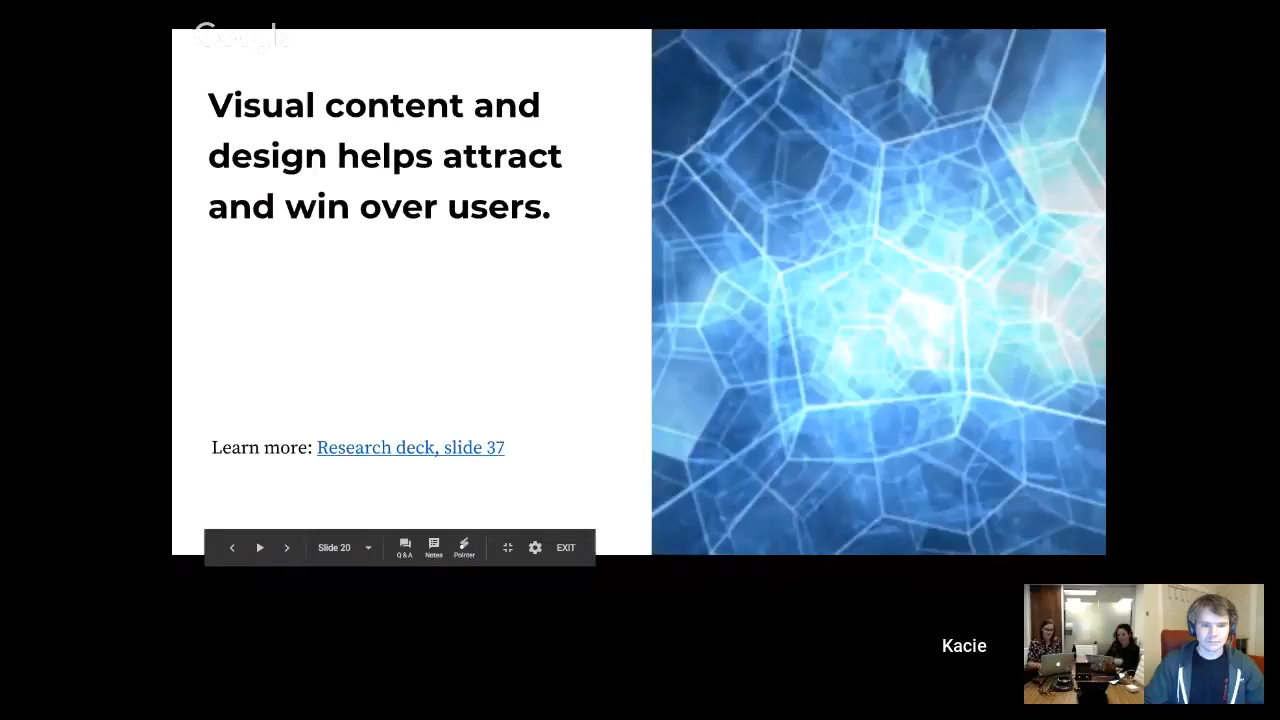 Google
Visual content and
design helps attract
and win over users.
Learn more: Research deck, slide 37
Slide 20
Q & A
Notes
Pointer
EXIT
Kacie